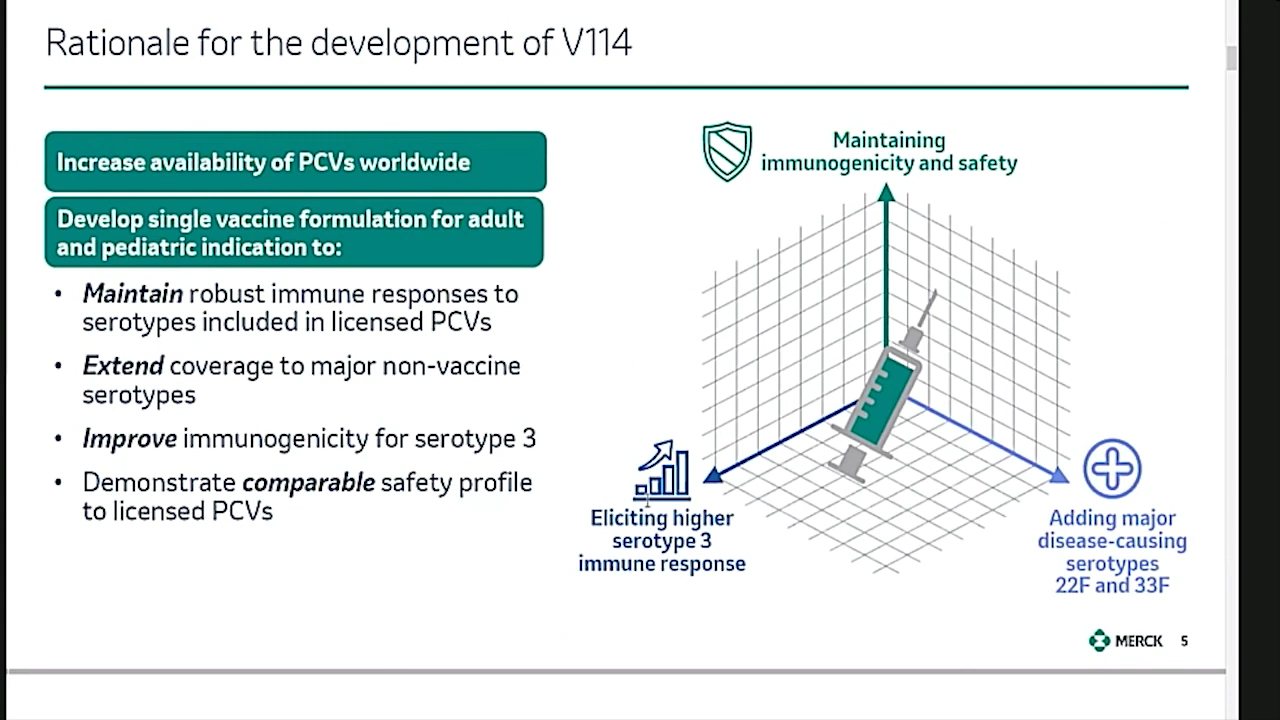 Rationale for the development of V114
Increase availability of PCVs worldwide
Develop single vaccine formulation for adult
and pediatric indication to:
• Maintain robust immune responses to
serotypes included in licensed PCVs
• Extend coverage to major non-vaccine
serotypes
• Improve immunogenicity for serotype 3
• Demonstrate comparable safety profile
to licensed PCVs
Maintaining
immunogenicity and safety
Eliciting higher
serotype 3
immune response
Adding major
disease-causing
serotypes
22F and 33F
MERCK 5